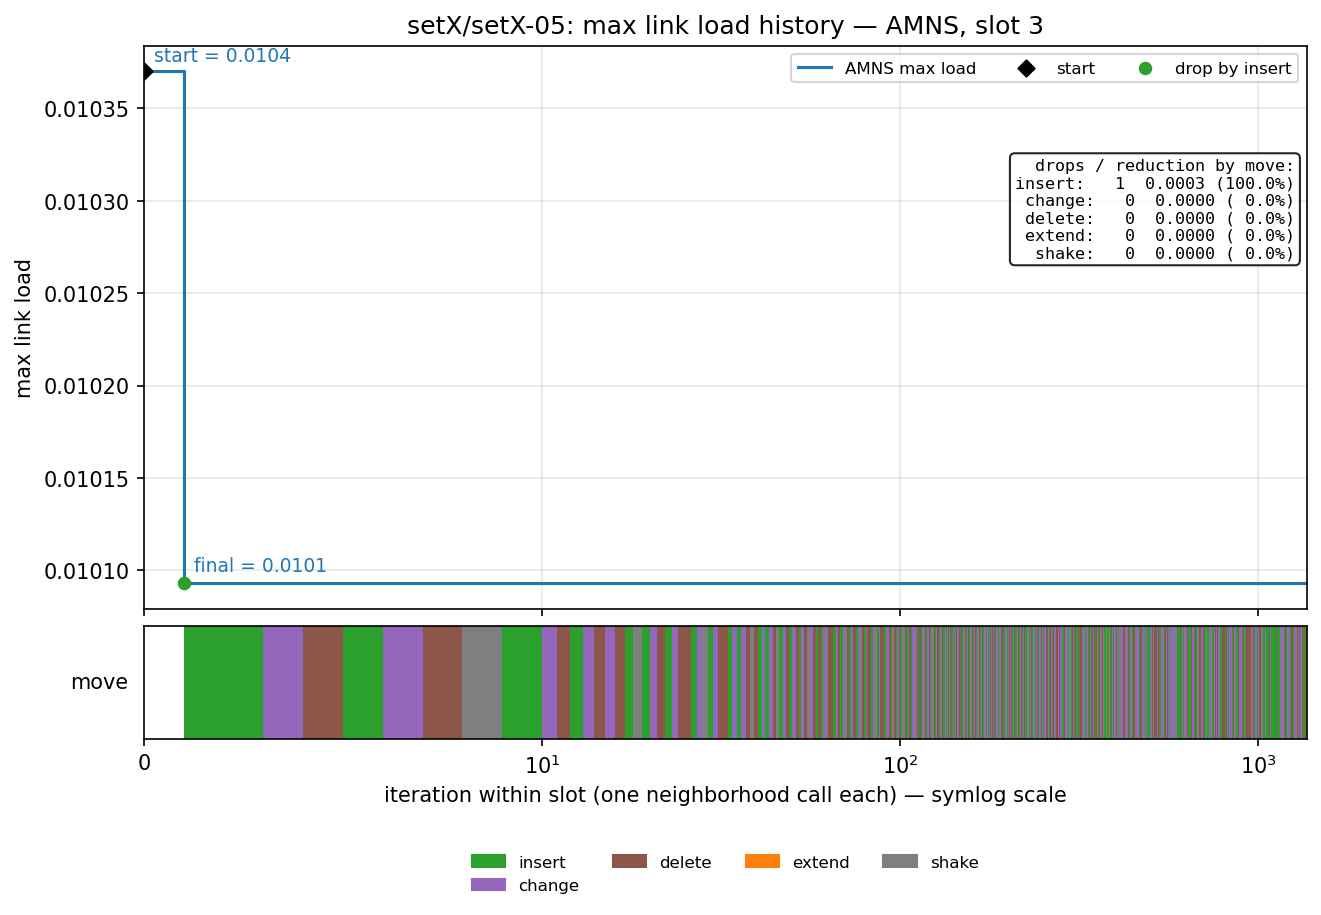 setX/setX-05: max link load history — AMNS, slot 3
start = 0.0104
AMNS max load
start
drop by insert
drops / reduction by move:
insert: 1 0.0003 (100.0%)
change: 0 0.0000 ( 0.0%)
delete: 0 0.0000 ( 0.0%)
extend: 0 0.0000 ( 0.0%)
shake: 0 0.0000 ( 0.0%)
0.01035
0.01030
0.01025
0.01020
0.01015
0.01010
max link load
final = 0.0101
move
0
10¹
10²
10³
iteration within slot (one neighborhood call each) — symlog scale
insert
delete
extend
shake
change